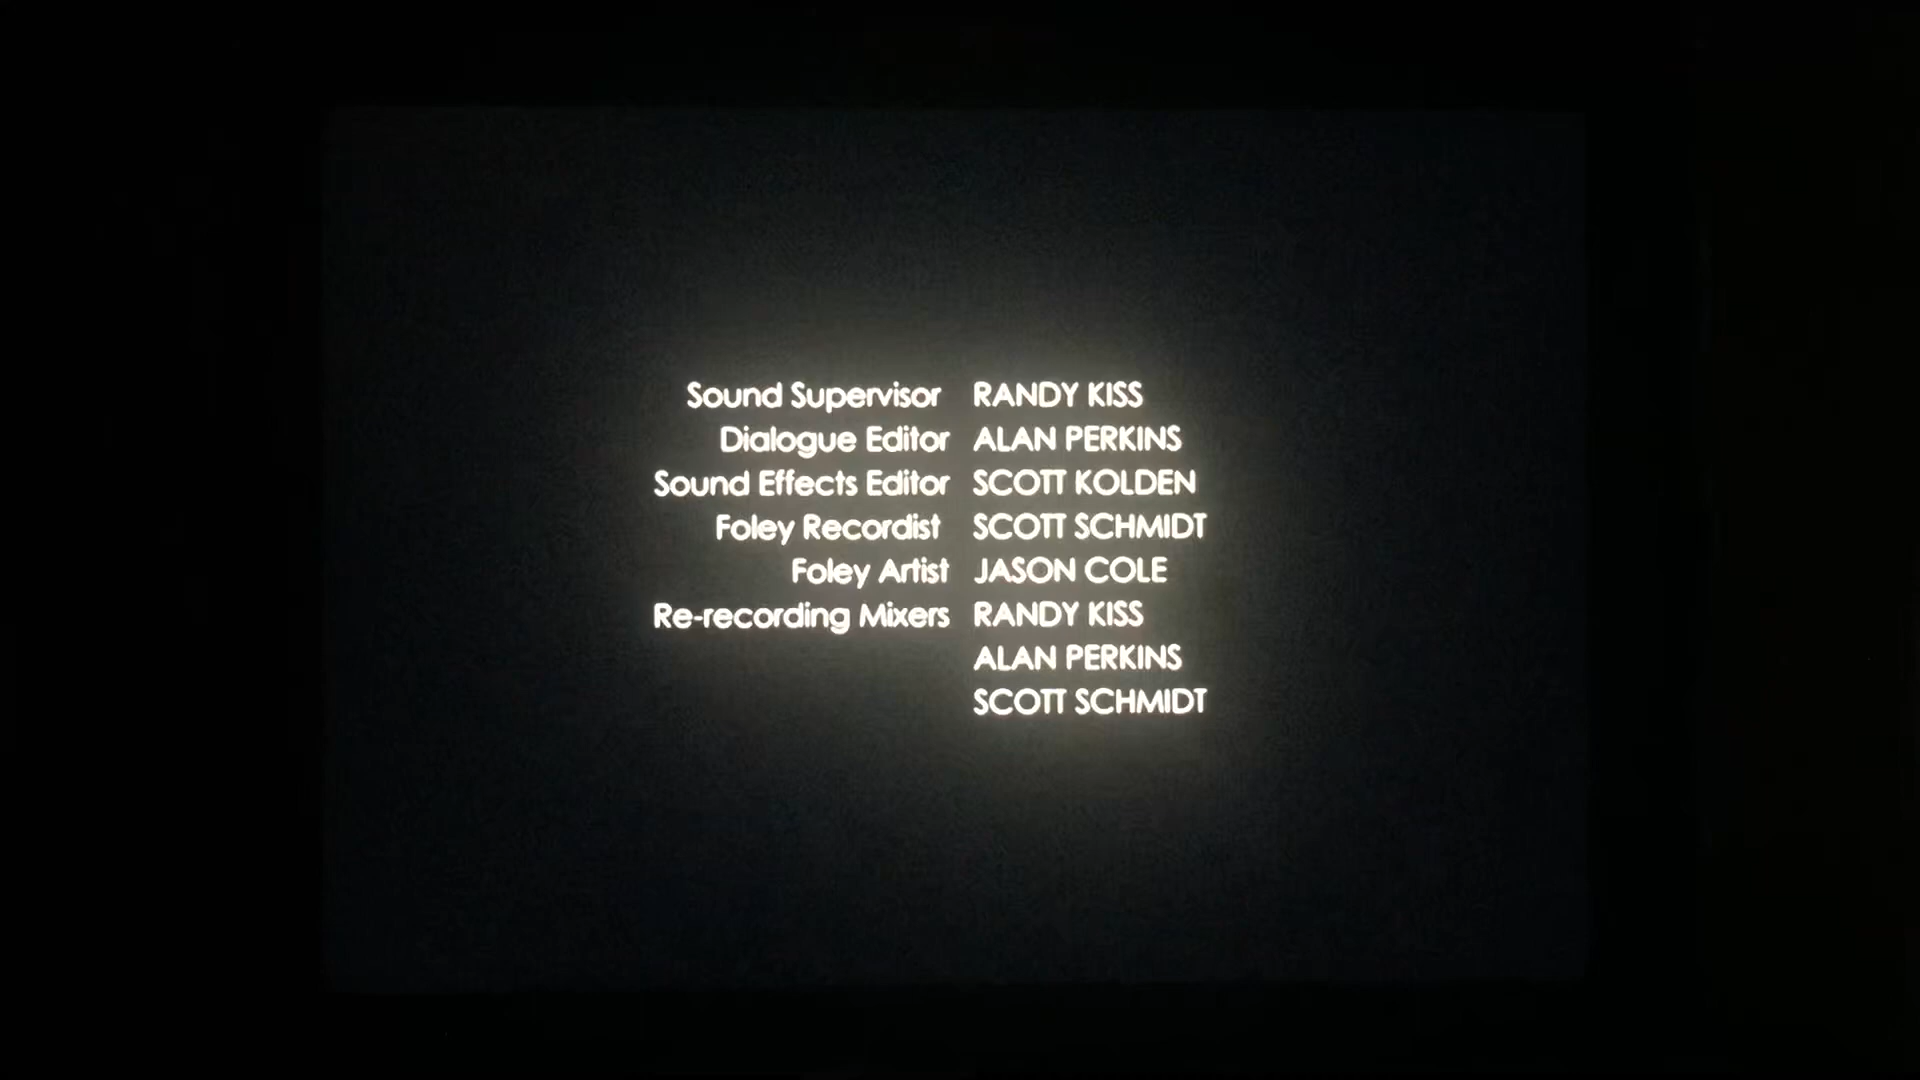 Sound Supervisor RANDY KISS
Dialogue Editor ALAN PERKINS
Sound Effects Editor SCOTT KOLDEN
Foley Recordist SCOTT SCHMIDT
Foley Artist JASON COLE
Re-recording Mixers RANDY KISS
ALAN PERKINS
SCOTT SCHMIDT